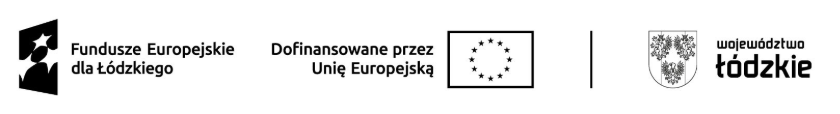 Fundusze Europejskie
dla Łódzkiego
Dofinansowane przez
Unię Europejską
województwo
łódzkie